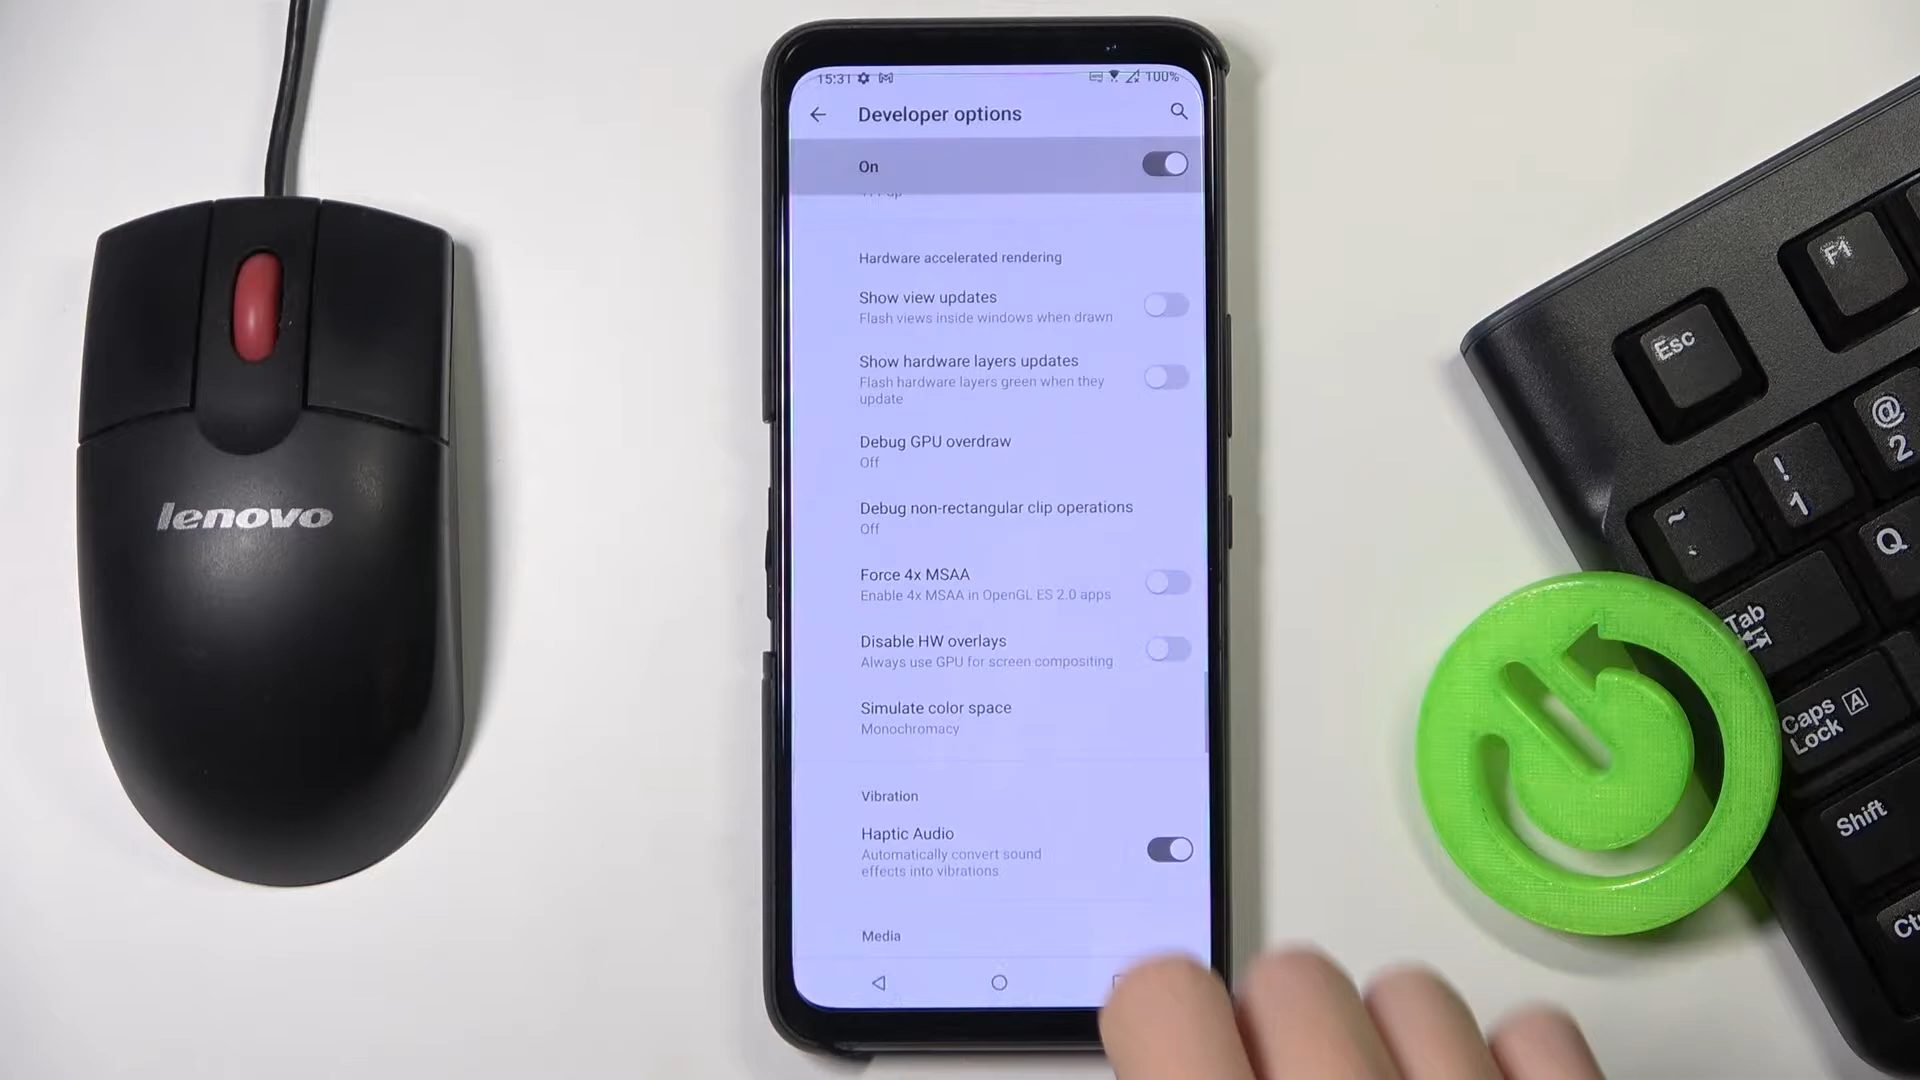 15:31
100%
Developer options
On
Hardware accelerated rendering
Show view updates
Flash views inside windows when drawn
Show hardware layers updates
Flash hardware layers green when they
update
Debug GPU overdraw
Off
Debug non-rectangular clip operations
Off
Force 4x MSAA
Enable 4x MSAA in OpenGL ES 2.0 apps
Disable HW overlays
Always use GPU for screen compositing
Simulate color space
Monochromacy
Vibration
Haptic Audio
Automatically convert sound
effects into vibrations
Media
lenovo
F1
Esc
@
2
!
1
~
Q
Tab
Caps
Lock
A
Shift